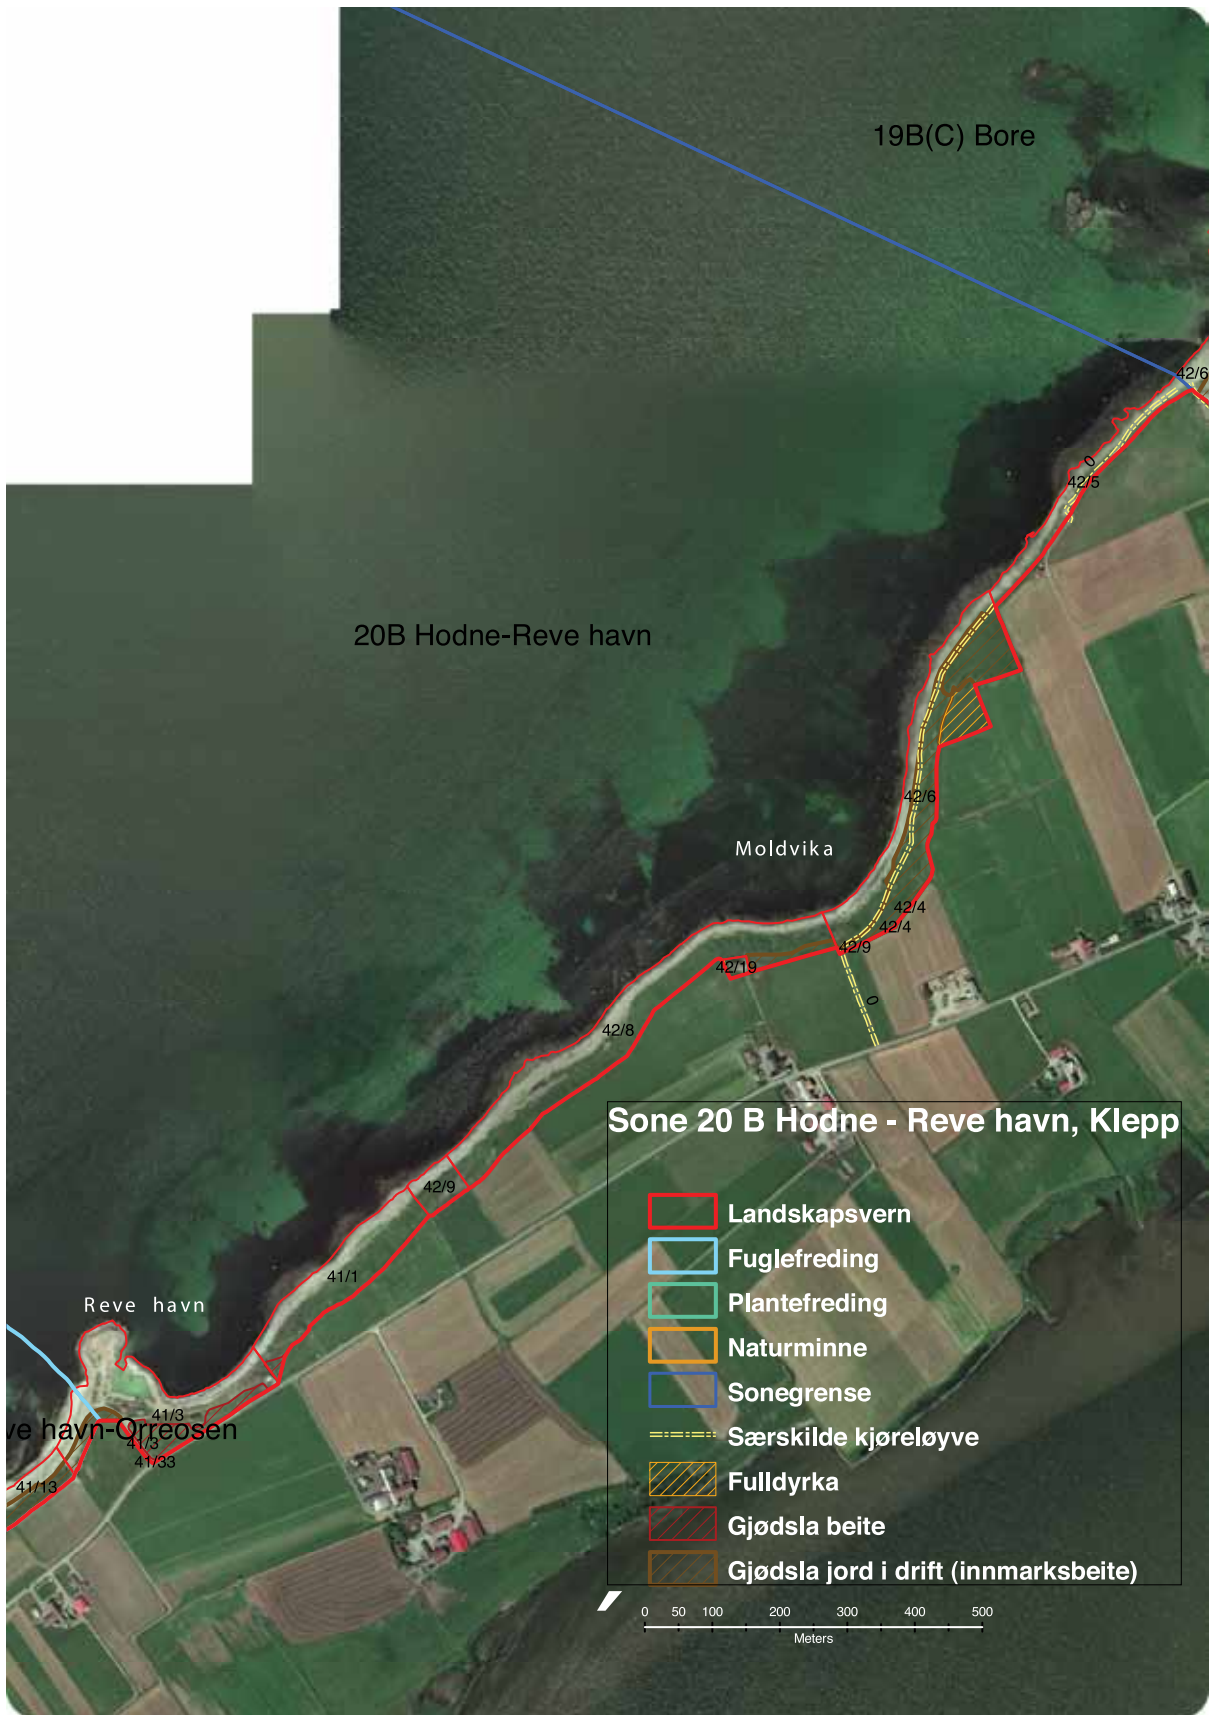 19B(C) Bore
42/6
0
42/5
20B Hodne-Reve havn
42/6
Moldvika
42/4
42/4
42/9
42/19
0
42/8
Sone 20 B Hodne - Reve havn, Klepp
42/9
Landskapsvern
Fuglefreding
41/1
Reve havn
Plantefreding
Naturminne
Sonegrense
41/3
ve havn-Orreosen
Særskilde kjøreløyve
41/3
41/33
41/13
Fulldyrka
Gjødsla beite
Gjødsla jord i drift (innmarksbeite)
0 50 100 200 300 400 500
Meters